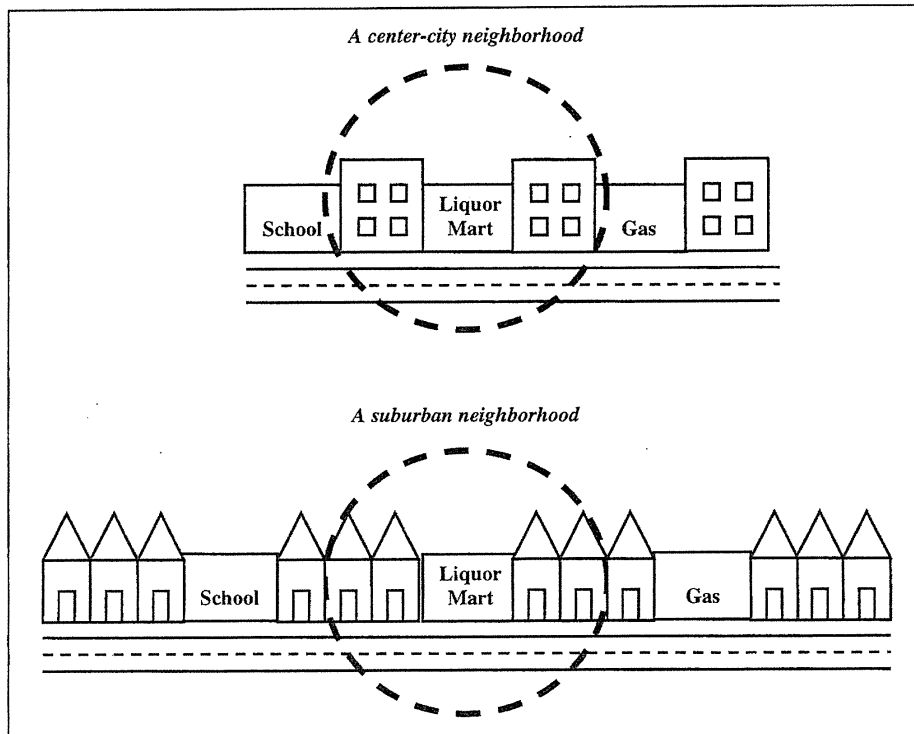 A center-city neighborhood
School
Liquor
Mart
Gas
A suburban neighborhood
School
Liquor
Mart
Gas